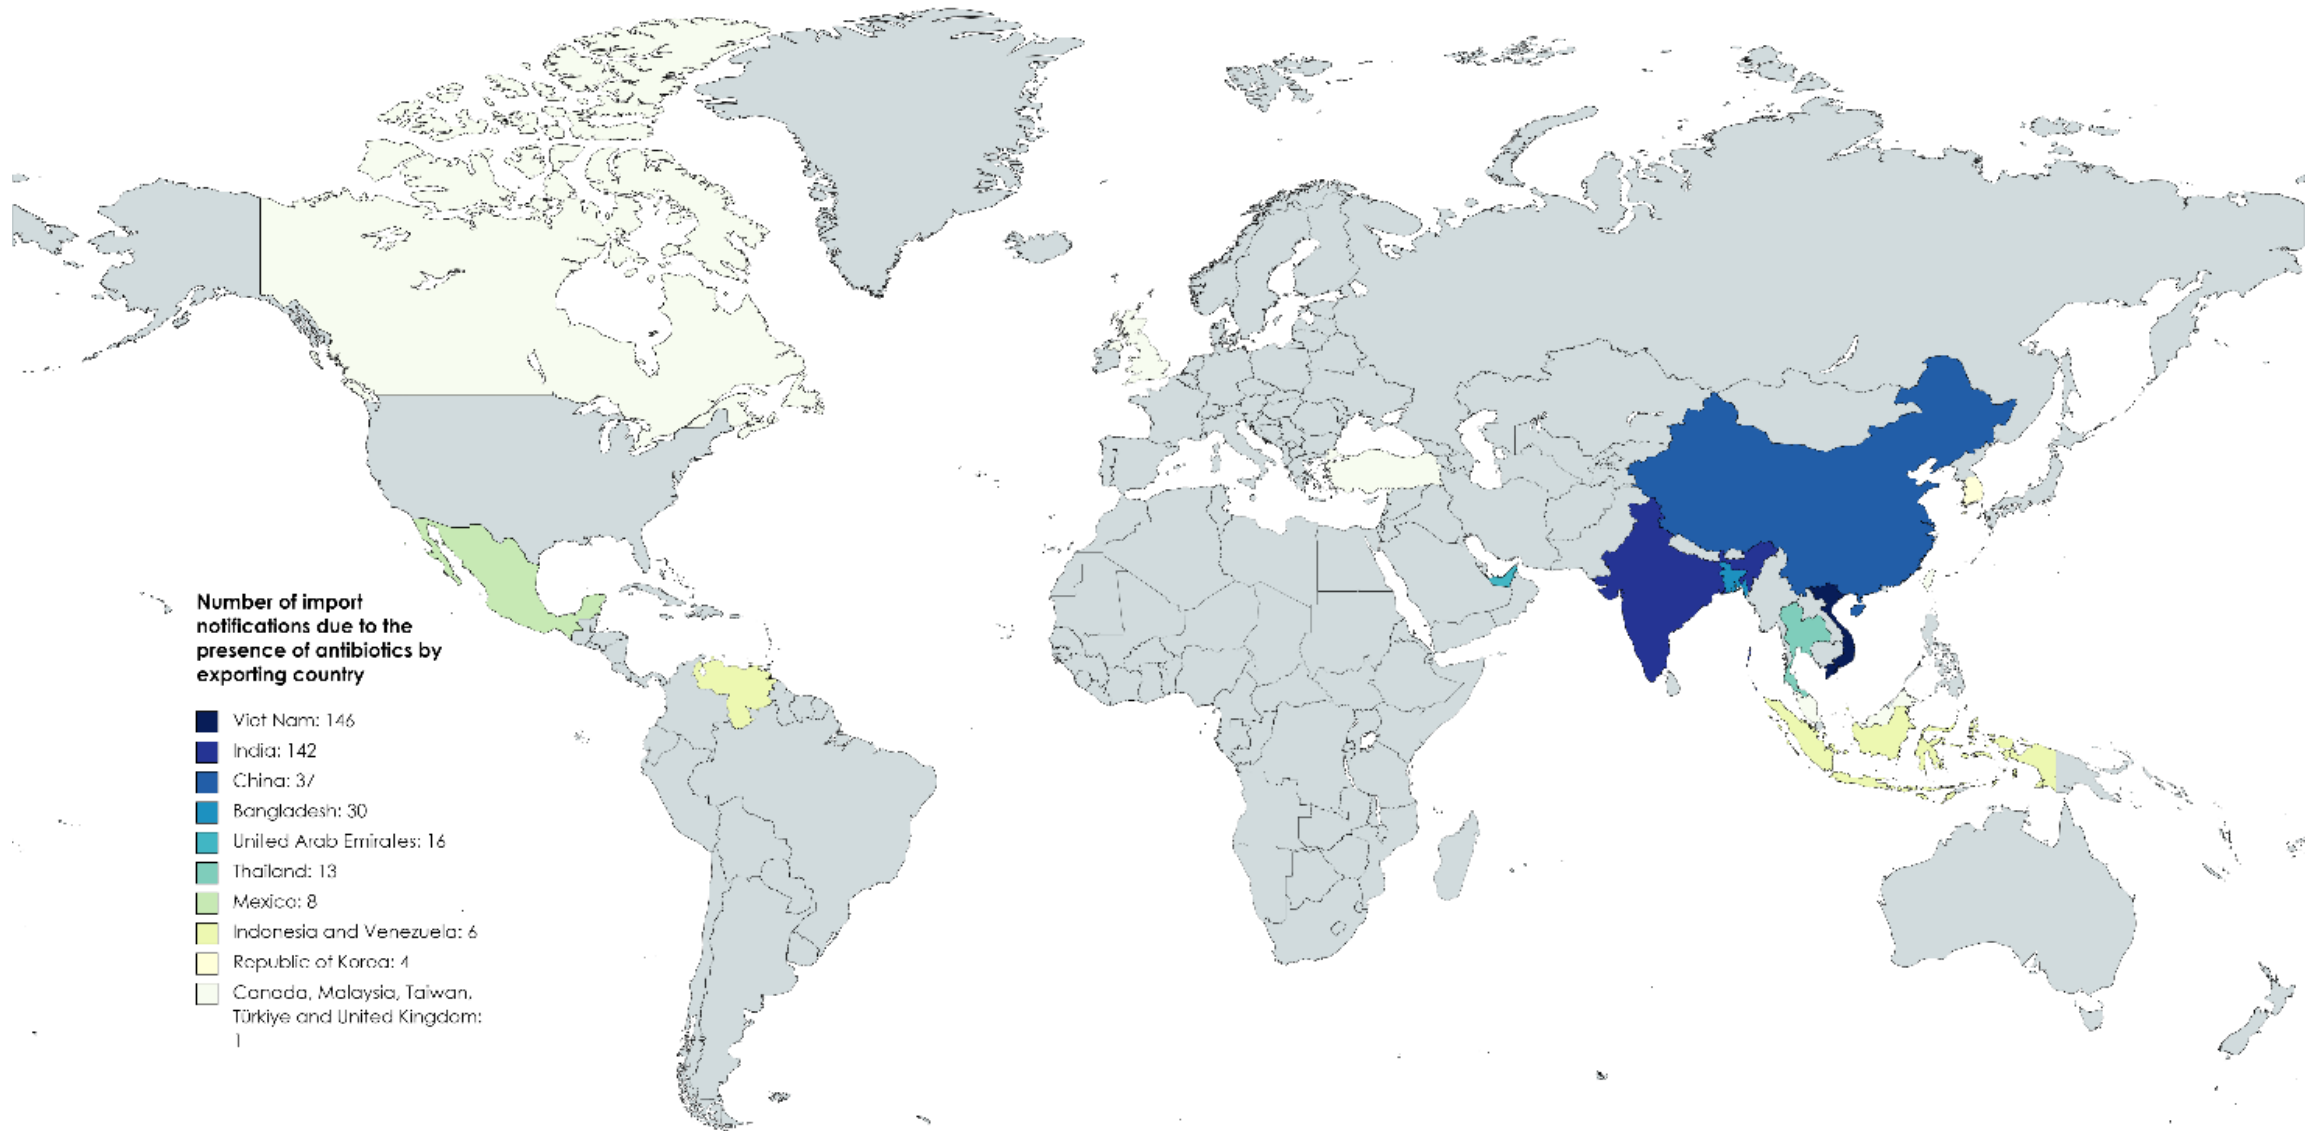 Number of import
notifications due to the
presence of antibiotics by
exporting country
Viet Nam: 146
India: 142
China: 37
Bangladesh: 30
United Arab Emirates: 16
Thailand: 13
Mexico: 8
Indonesia and Venezuela: 6
Republic of Korea: 4
Canada, Malaysia, Taiwan,
Türkiye and United Kingdom:
1